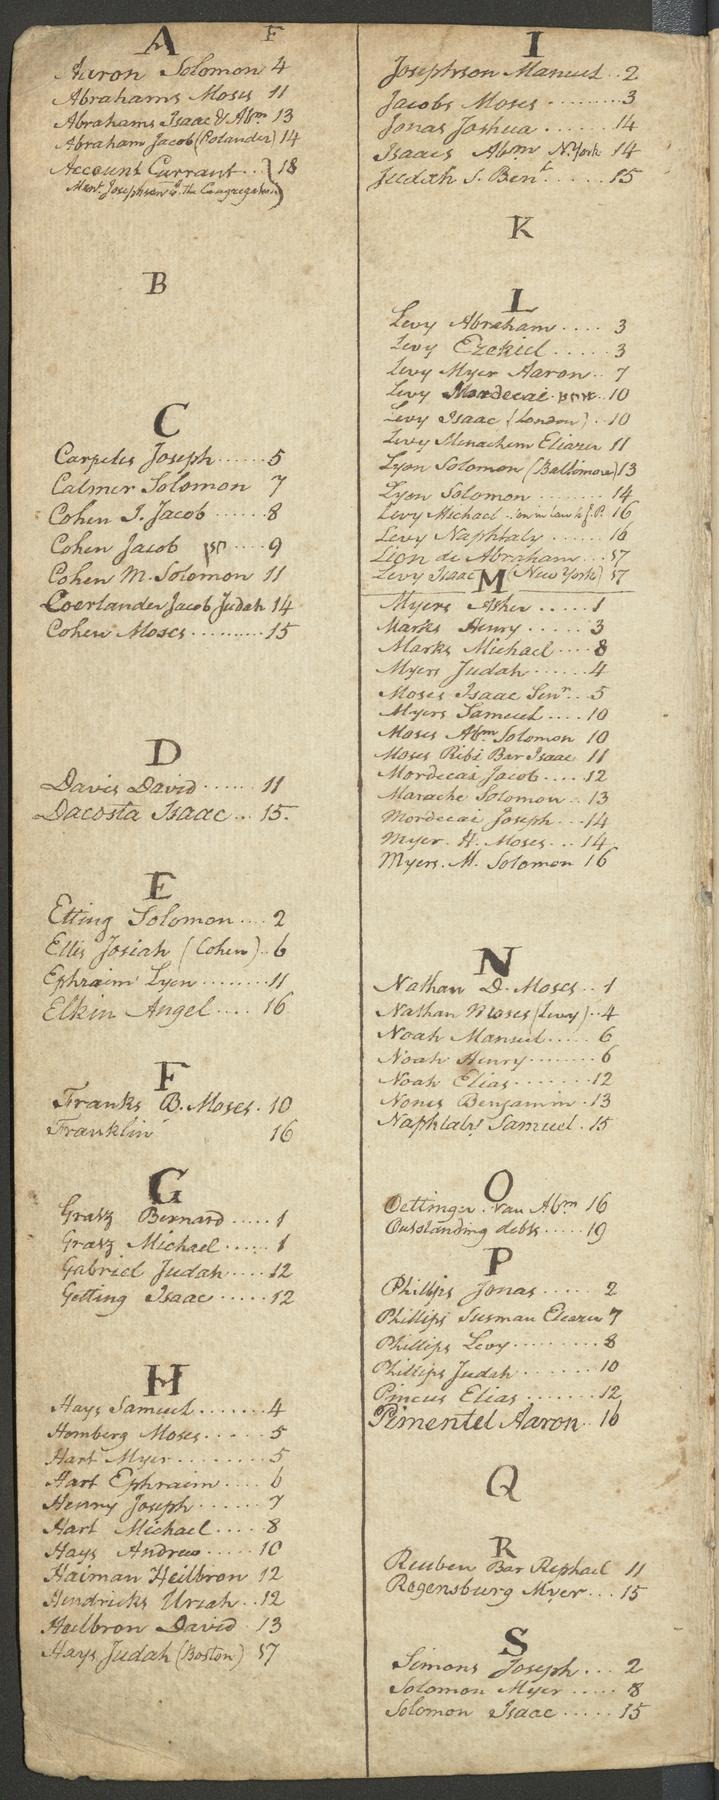 A F
Aaron Solomon 4
Abrahams Moses 11
Abrahams Isaac & Abm 13
Abraham Jacob (Polander) 14
Account Currant .. } 18
Manl. Josephson & the Congregation }
B
C
Carpeles Joseph ...... 5
Calmer Solomon 7
Cohen I. Jacob ...... 8
Cohen Jacob כהן .... 9
Cohen M. Solomon 11
Coerlander Jacob Judah 14
Cohen Moses .......... 15
D
Davis David ...... 11
Dacosta Isaac ... 15.
E
Etting Solomon .... 2
Ellis Josiah (Cohen) .. 6
Ephraim Lyon ........ 11
Elkin Angel .... 16
F
Franks B. Moses . 10
Franklin 16
G
Gratz Bernard ..... 1
Gratz Michael ...... 1
Gabriel Judah .... 12
Getting Isaac ..... 12
H
Hays Samuel ....... 4
Homberg Moses ..... 5
Hart Myer ......... 5
Hart Ephraim .... 6
Henry Joseph ...... 7
Hart Michael ..... 8
Hays Andrew ..... 10
Haiman Heilbron 12
Hendricks Uriah .. 12
Heilbron David 13
Hays Judah (Boston) 17
I
Josephson Manuel .. 2
Jacobs Moses ......... 3
Jonas Joshua ...... 14
Isaacs Abm N. York 14
Judah S. Benn ...... 15
K
L
Levy Abraham .... 3
Levy Ezekiel ..... 3
Levy Myer Aaron .. 7
Levy Mordecai 10
Levy Isaac (London) .. 10
Levy Menachem Eliazer 11
Lyon Solomon (Baltimore) 13
Lyon Solomon ........ 14
Levy Michael son in law to J.P. 16
Levy Naphtaly ...... 16
Lion de Abraham ... 17
Levy Isaac (New York) 17
M
Myers Asher ..... 1
Marks Henry ..... 3
Marks Michael .... 8
Myers Judah ...... 4
Moses Isaac Senr .. 5
Myers Samuel .... 10
Moses Abm Solomon 10
Moses Ribi Bar Isaac 11
Mordecai Jacob ..... 12
Marache Solomon .. 13
Mordecai Joseph ... 14
Myer. H. Moses ... 14
Myers. M. Solomon 16
N
Nathan D. Moses .. 1
Nathan Moses (Levy) .. 4
Noah Manuel ..... 6
Noah Henry ........ 6
Noah Elias ....... 12
Nones Benjamin . 13
Naphtaly Samuel . 15
O
Oettinger. van Abm 16
Outstanding debts ..... 19
P
Phillips Jonas ..... 2
Phillips Susman Eleazer 7
Phillips Levy ......... 8
Phillips Judah ....... 10
Pincus Elias ....... 12
Pimentel Aaron .. 16
Q
R
Reuben Bar Rephael 11
Regensburg Myer ... 15
S
Simons Joseph ... 2
Solomon Myer ..... 8
Solomon Isaac ..... 15